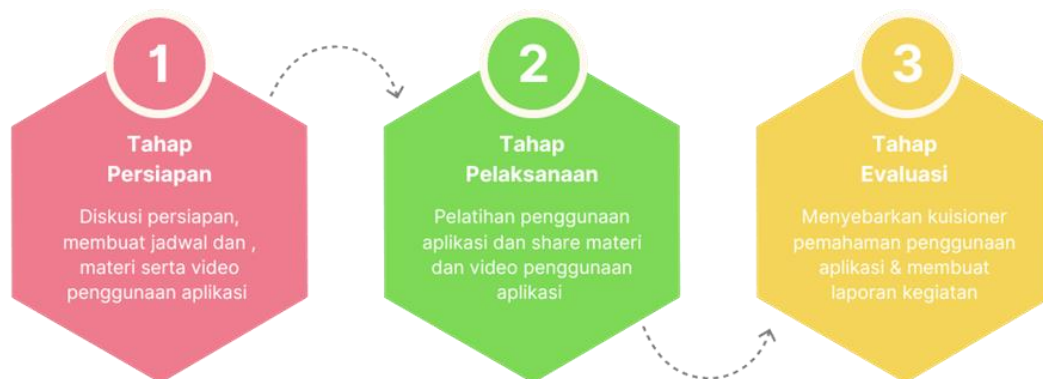 1
Tahap
Persiapan
Diskusi persiapan,
membuat jadwal dan ,
materi serta video
penggunaan aplikasi
2
Tahap
Pelaksanaan
Pelatihan penggunaan
aplikasi dan share materi
dan video penggunaan
aplikasi
3
Tahap
Evaluasi
Menyebarkan kuisioner
pemahaman penggunaan
aplikasi & membuat
laporan kegiatan